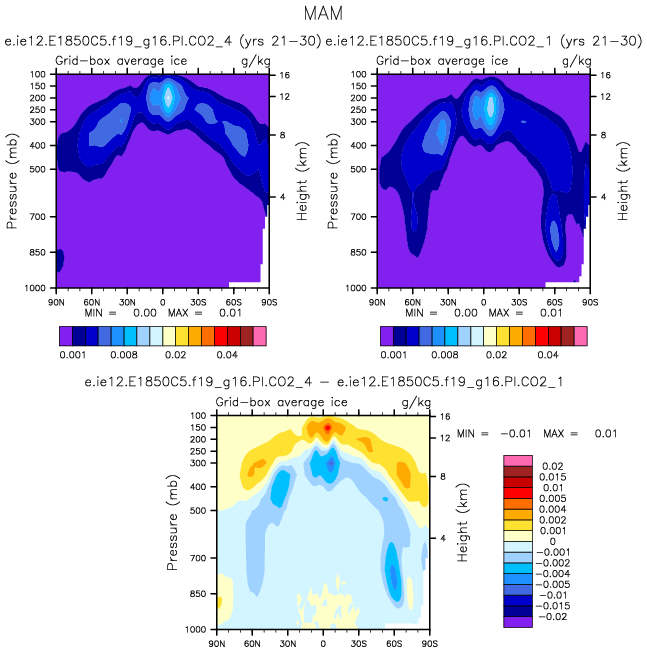 MAM
e.ie12.E1850C5.f19_g16.PI.CO2_4 (yrs 21-30) e.ie12.E1850C5.f19_g16.PI.CO2_1 (yrs 21-30)
Grid-box average ice g/kg Grid-box average ice g/kg
100 16 100 16
150 150
200 12 200 12
250 250
300 300
8 8
400 400
500 500
4 4
700 700
850 850
1000 1000
Pressure (mb) Height (km) Pressure (mb) Height (km)
90N 60N 30N 0 30S 60S 90S 90N 60N 30N 0 30S 60S 90S
MIN = 0.00 MAX = 0.01 MIN = 0.00 MAX = 0.01
0.001 0.008 0.02 0.04 0.001 0.008 0.02 0.04
e.ie12.E1850C5.f19_g16.PI.CO2_4 - e.ie12.E1850C5.f19_g16.PI.CO2_1
Grid-box average ice g/kg
100 16
150
200 12
250
300
8
400
500
4
700
850
1000
Pressure (mb) Height (km)
90N 60N 30N 0 30S 60S 90S
MIN = -0.01 MAX = 0.01
0.02
0.015
0.01
0.005
0.004
0.002
0.001
0
-0.001
-0.002
-0.004
-0.005
-0.01
-0.015
-0.02